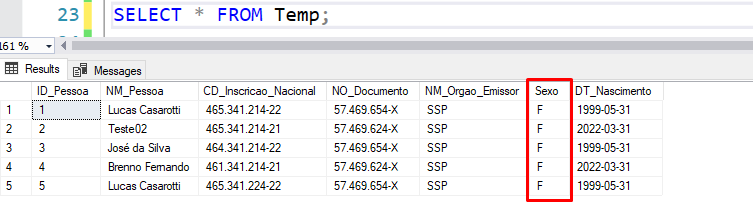 23 SELECT * FROM Temp;
161 %
Results Messages
ID_Pessoa NM_Pessoa CD_Inscricao_Nacional NO_Documento NM_Orgao_Emissor Sexo DT_Nascimento
1 1 Lucas Casarotti 465.341.214-22 57.469.654-X SSP F 1999-05-31
2 2 Teste02 465.341.214-21 57.469.624-X SSP F 2022-03-31
3 3 José da Silva 464.341.214-22 57.469.654-X SSP F 1999-05-31
4 4 Brenno Fernando 461.341.214-21 57.469.624-X SSP F 2022-03-31
5 5 Lucas Casarotti 465.341.224-22 57.469.654-X SSP F 1999-05-31